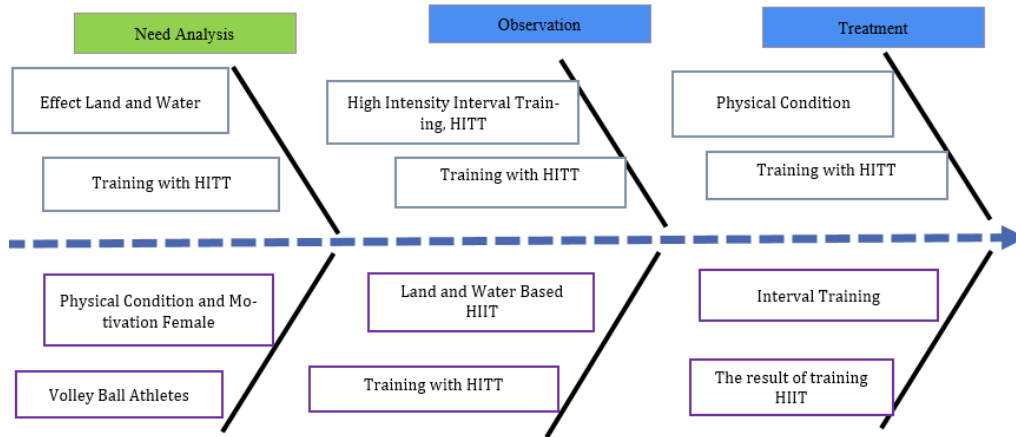 Need Analysis
Observation
Treatment
Effect Land and Water
High Intensity Interval Train-
ing, HITT
Physical Condition
Training with HITT
Training with HITT
Training with HITT
Physical Condition and Mo-
tivation Female
Land and Water Based
HIIT
Interval Training
Volley Ball Athletes
Training with HITT
The result of training
HIIT